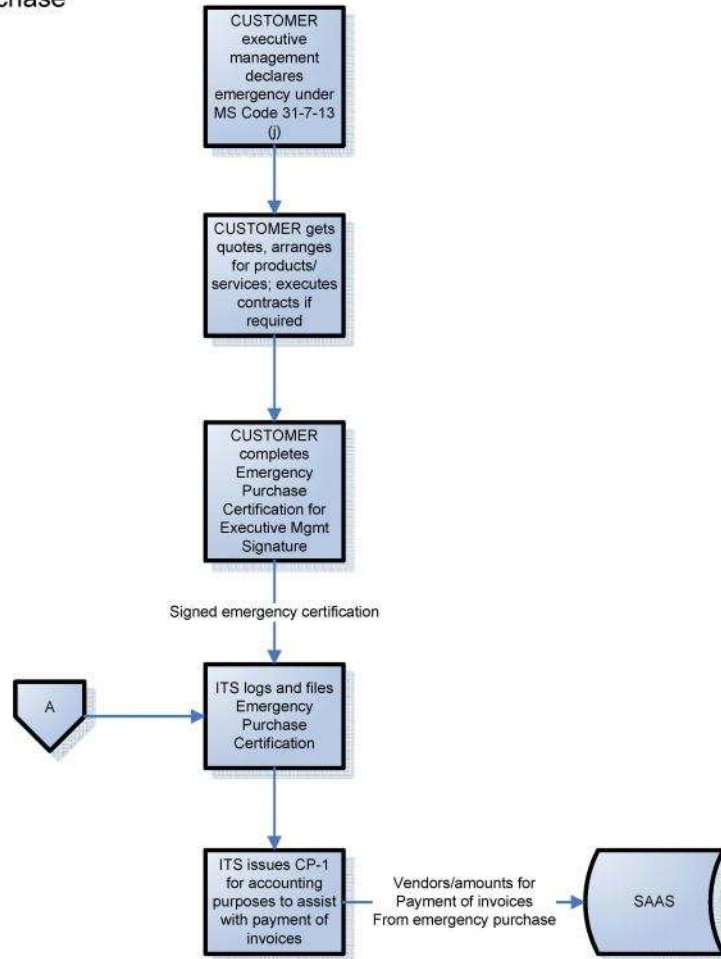 CUSTOMER
executive
management
declares
emergency under
MS Code 31-7-13
(j)
CUSTOMER gets
quotes, arranges
for products/
services; executes
contracts if
required
CUSTOMER
completes
Emergency
Purchase
Certification for
Executive Mgmt
Signature
Signed emergency certification
A
ITS logs and files
Emergency
Purchase
Certification
ITS issues CP-1
for accounting
purposes to assist
with payment of
invoices
Vendors/amounts for
Payment of invoices
From emergency purchase
SAAS